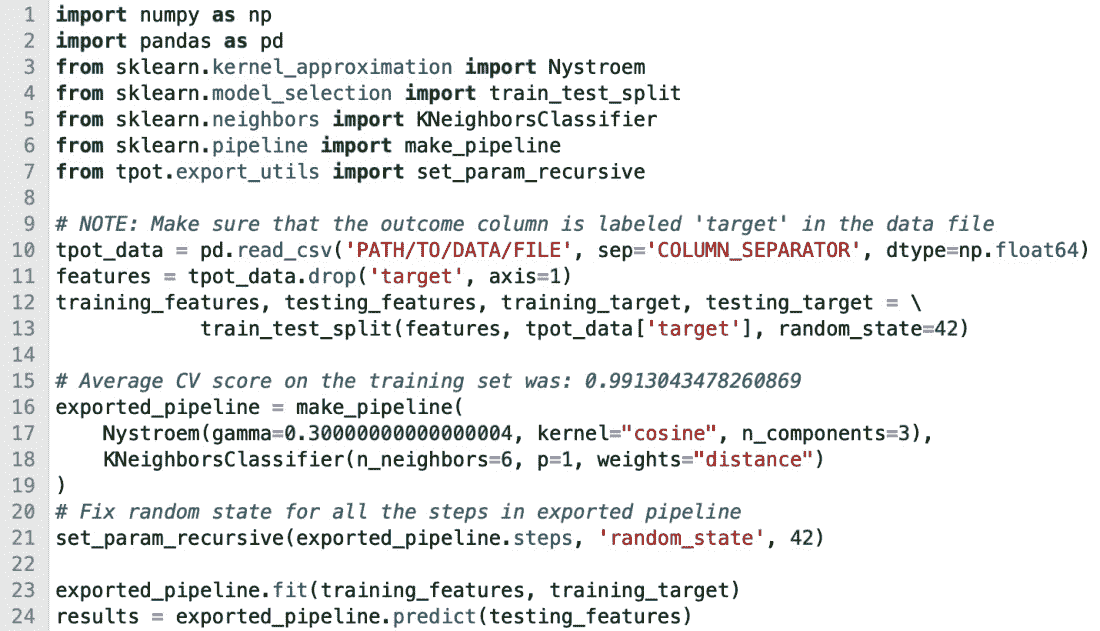 1 import numpy as np
2 import pandas as pd
3 from sklearn.kernel_approximation import Nystroem
4 from sklearn.model_selection import train_test_split
5 from sklearn.neighbors import KNeighborsClassifier
6 from sklearn.pipeline import make_pipeline
7 from tpot.export_utils import set_param_recursive
8
9 # NOTE: Make sure that the outcome column is labeled 'target' in the data file
10 tpot_data = pd.read_csv('PATH/TO/DATA/FILE', sep='COLUMN_SEPARATOR', dtype=np.float64)
11 features = tpot_data.drop('target', axis=1)
12 training_features, testing_features, training_target, testing_target = \
13             train_test_split(features, tpot_data['target'], random_state=42)
14
15 # Average CV score on the training set was: 0.9913043478260869
16 exported_pipeline = make_pipeline(
17     Nystroem(gamma=0.30000000000000004, kernel="cosine", n_components=3),
18     KNeighborsClassifier(n_neighbors=6, p=1, weights="distance")
19 )
20 # Fix random state for all the steps in exported pipeline
21 set_param_recursive(exported_pipeline.steps, 'random_state', 42)
22
23 exported_pipeline.fit(training_features, training_target)
24 results = exported_pipeline.predict(testing_features)